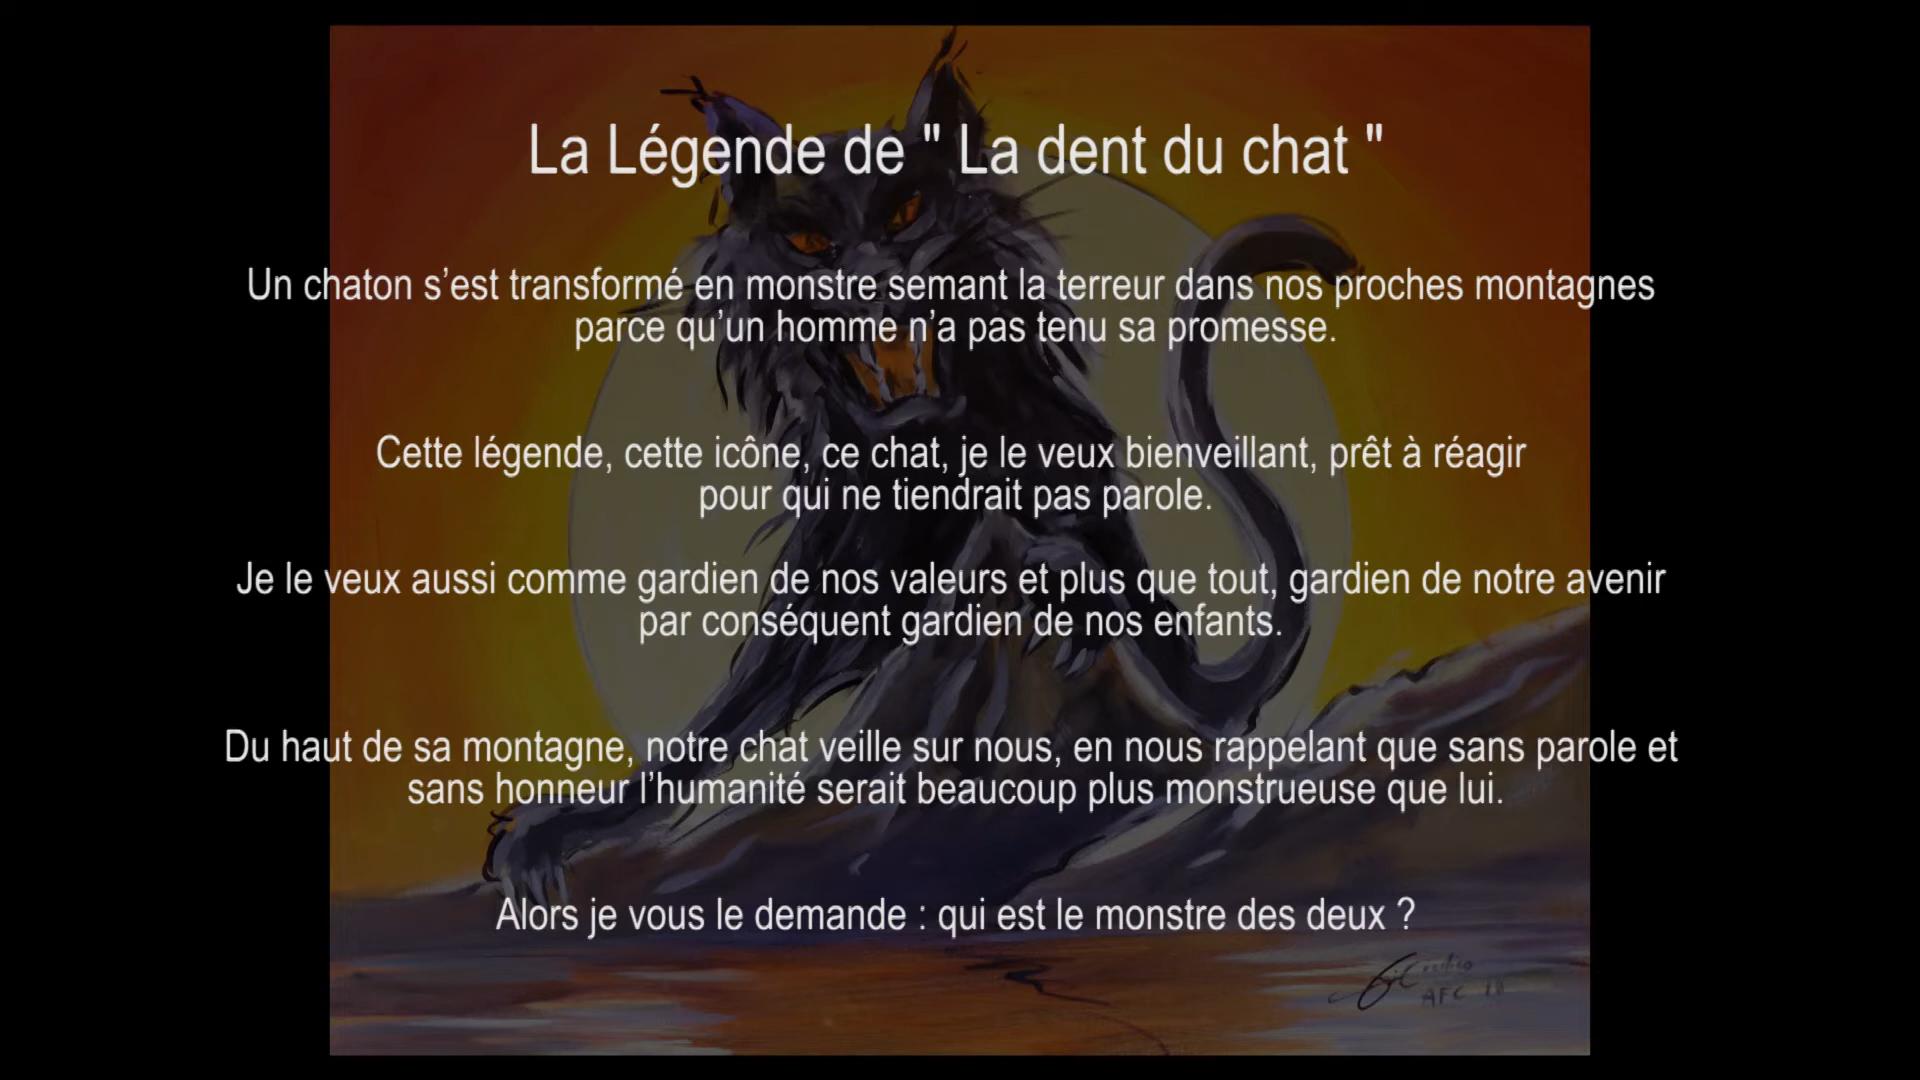 La Légende de " La dent du chat "
Un chaton s’est transformé en monstre semant la terreur dans nos proches montagnes
parce qu’un homme n’a pas tenu sa promesse.
Cette légende, cette icône, ce chat, je le veux bienveillant, prêt à réagir
pour qui ne tiendrait pas parole.
Je le veux aussi comme gardien de nos valeurs et plus que tout, gardien de notre avenir
par conséquent gardien de nos enfants.
Du haut de sa montagne, notre chat veille sur nous, en nous rappelant que sans parole et
sans honneur l’humanité serait beaucoup plus monstrueuse que lui.
Alors je vous le demande : qui est le monstre des deux ?
AFC